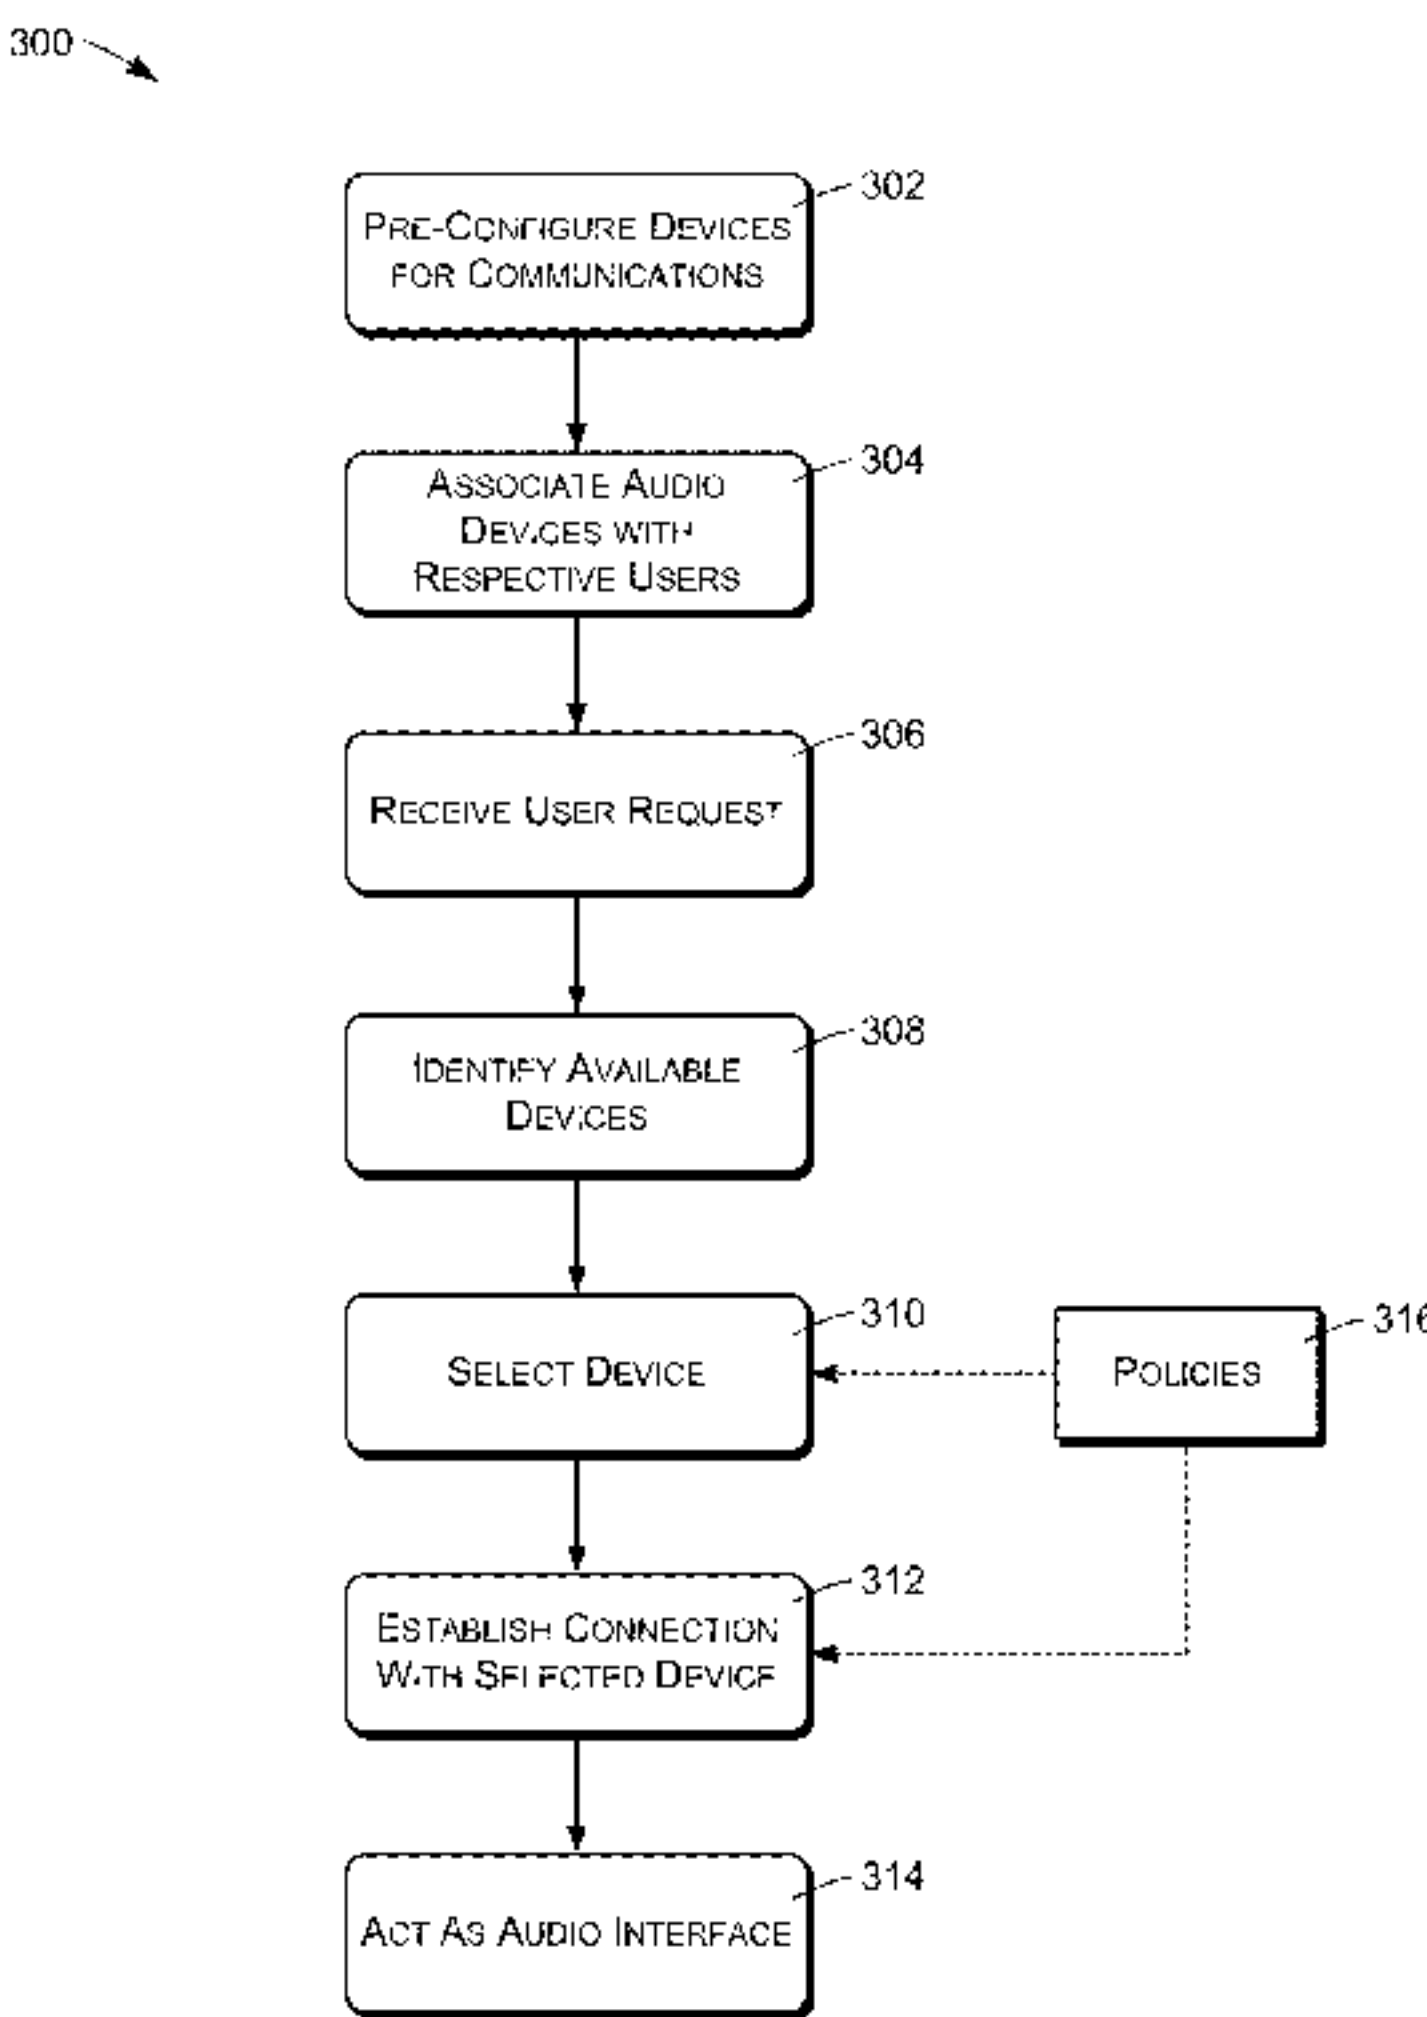 300
302
PRE-CONFIGURE DEVICES
FOR COMMUNICATIONS
304
ASSOCIATE AUDIO
DEVICES WITH
RESPECTIVE USERS
306
RECEIVE USER REQUEST
308
IDENTIFY AVAILABLE
DEVICES
310
SELECT DEVICE
316
POLICIES
312
ESTABLISH CONNECTION
WITH SELECTED DEVICE
314
ACT AS AUDIO INTERFACE